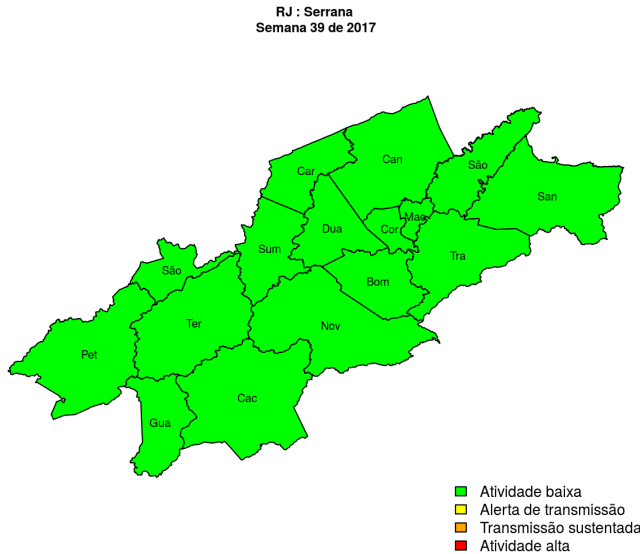 RJ : Serrana
Semana 39 de 2017
Can
São
Car
San
Mac
Dua
Cor
Sum
Tra
São
Bom
Ter
Nov
Pet
Cac
Gua
Atividade baixa
Alerta de transmissão
Transmissão sustentada
Atividade alta